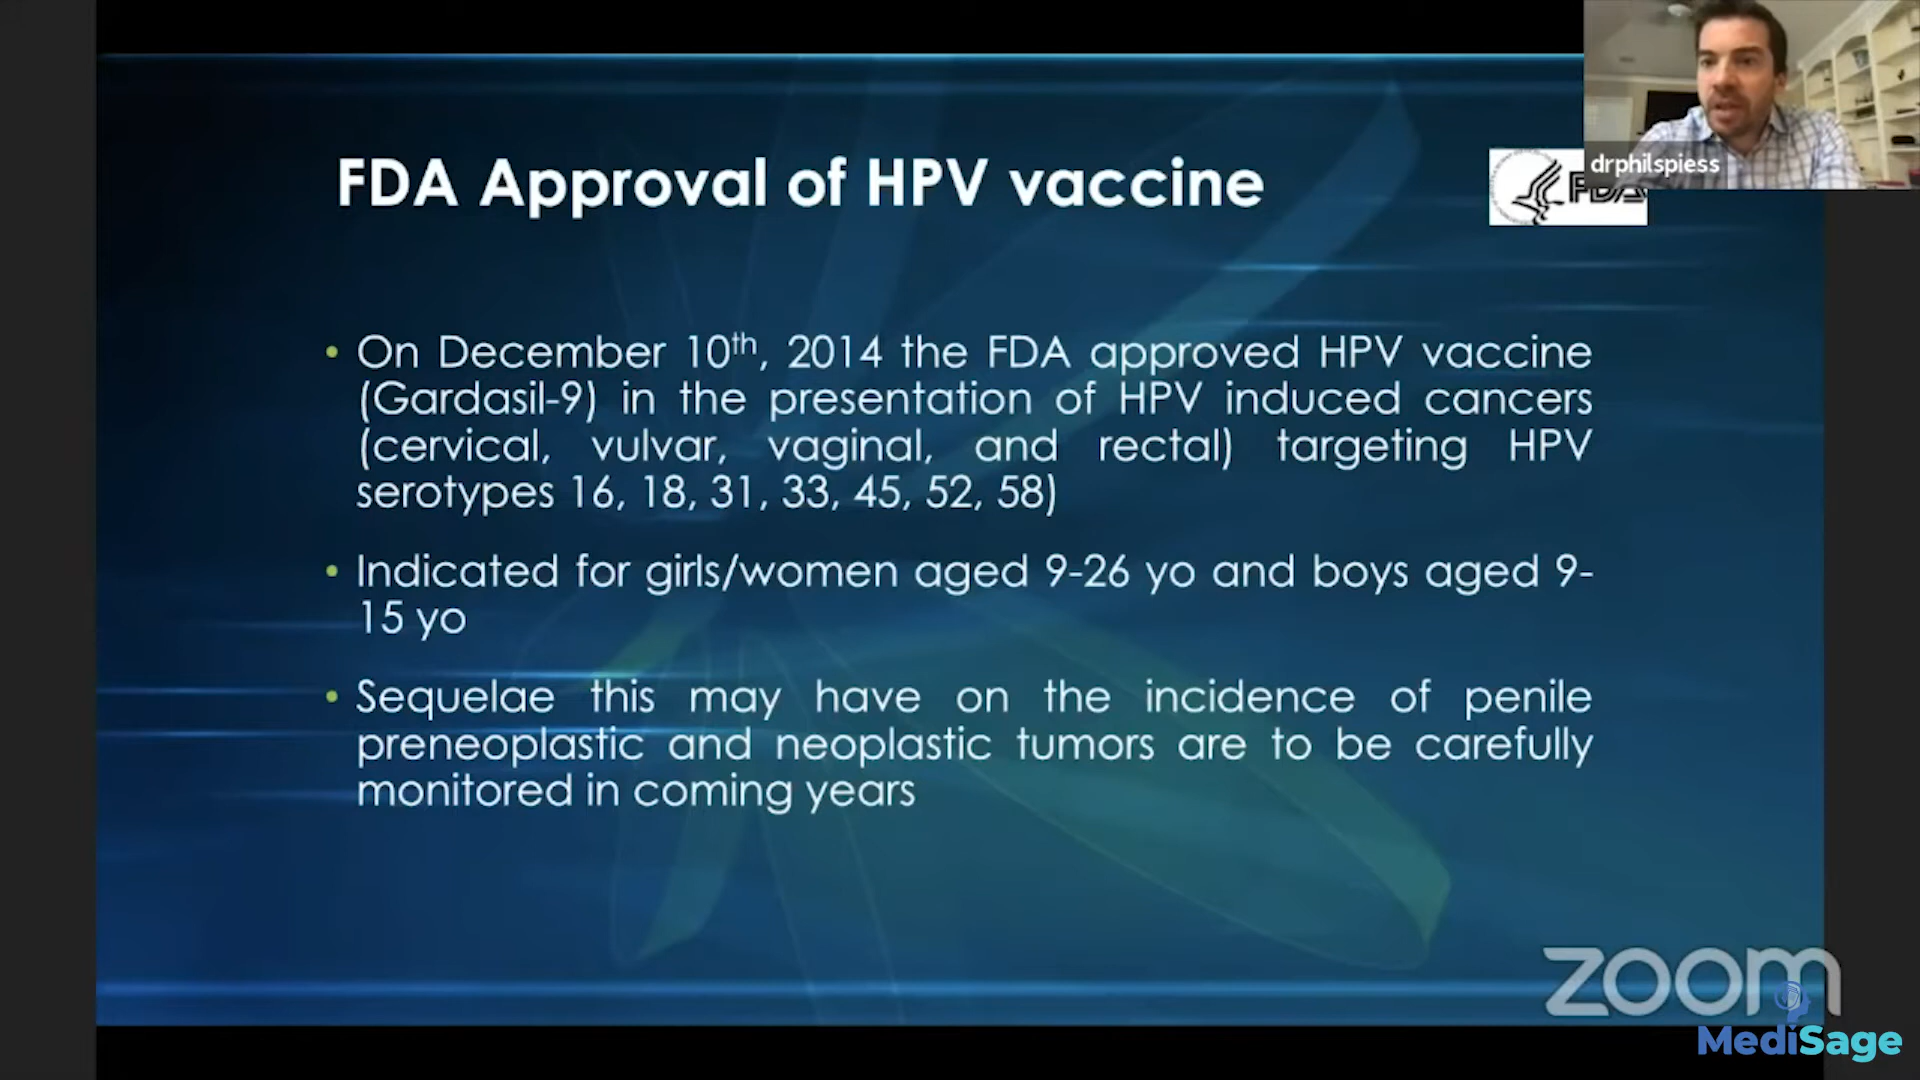 drphilspiess
FDA
FDA Approval of HPV vaccine
• On December 10th, 2014 the FDA approved HPV vaccine
(Gardasil-9) in the presentation of HPV induced cancers
(cervical, vulvar, vaginal, and rectal) targeting HPV
serotypes 16, 18, 31, 33, 45, 52, 58)
• Indicated for girls/women aged 9-26 yo and boys aged 9-
15 yo
• Sequelae this may have on the incidence of penile
preneoplastic and neoplastic tumors are to be carefully
monitored in coming years
zoom
MediSage